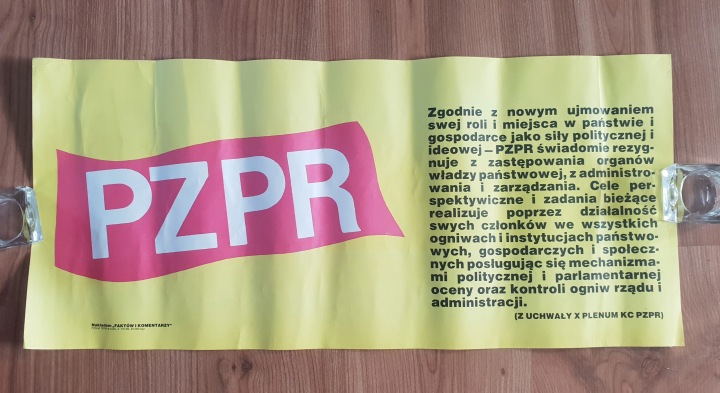 PZPR
Zgodnie z nowym ujmowaniem
swej roli i miejsca w państwie i
gospodarce jako siły politycznej i
ideowej – PZPR świadomie rezyg-
nuje z zastępowania organów
władzy państwowej, z administro-
wania i zarządzania. Cele per-
spektywiczne i zadania bieżące
realizuje poprzez działalność
swych członków we wszystkich
ogniwach i instytucjach państwo-
wych, gospodarczych i społecz-
nych posługując się mechanizma-
mi politycznej i parlamentarnej
oceny oraz kontroli ogniw rządu i
administracji.
(Z UCHWAŁY X PLENUM KC PZPR)
Nakładem „FAKTÓW I KOMENTARZY"